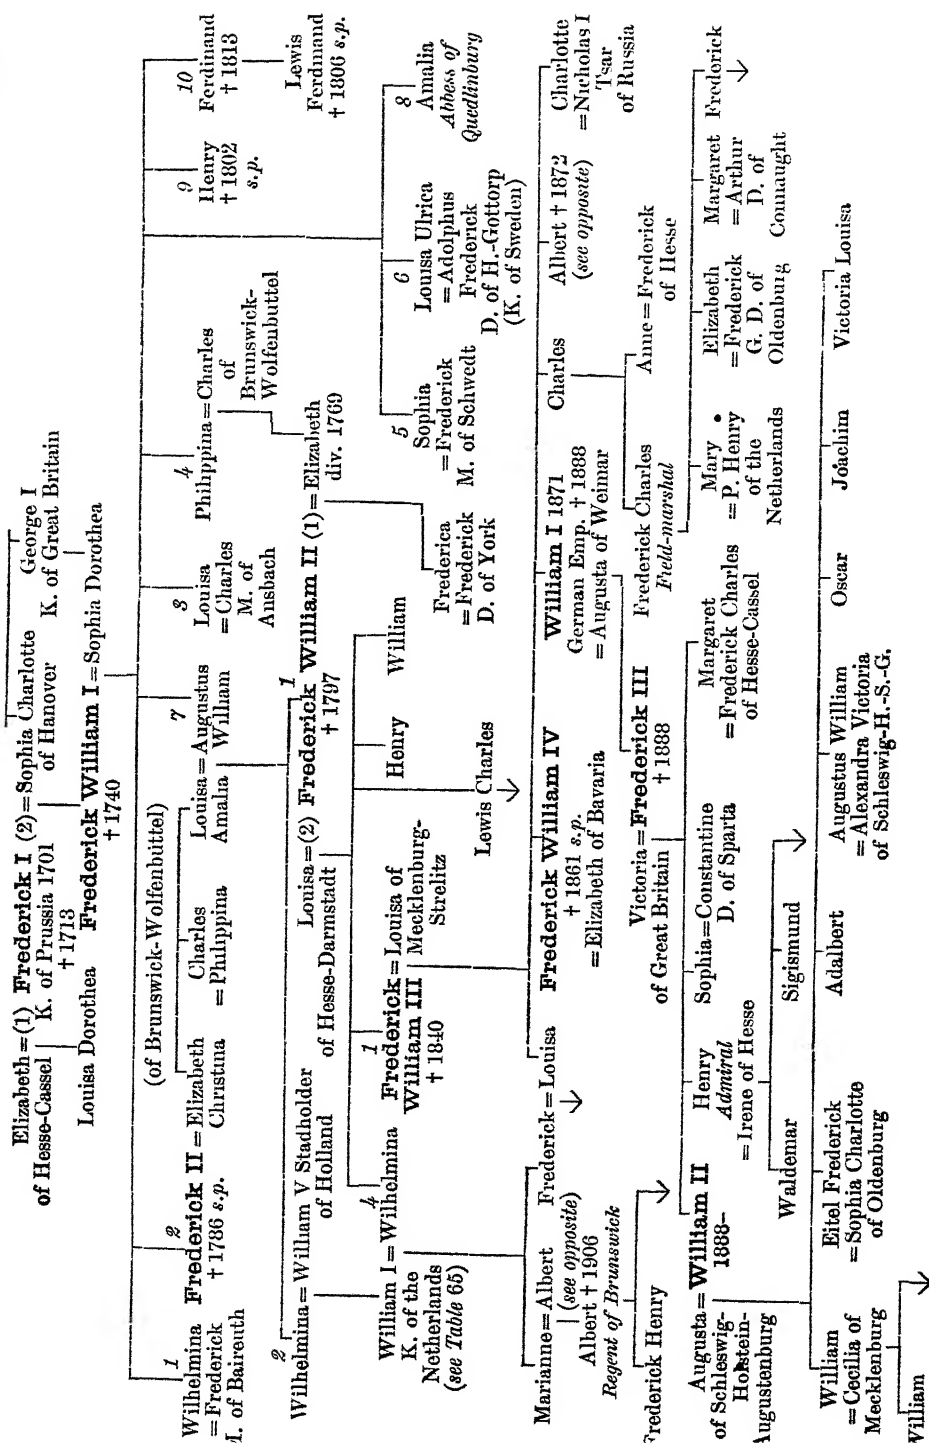 Elizabeth=(1) Frederick I (2)=Sophia Charlotte George I
of Hesse-Cassel K. of Prussia 1701 of Hanover K. of Great Britain
†1713
Louisa Dorothea Frederick William I=Sophia Dorothea
†1740
(of Brunswick-Wolfenbuttel)
1 2 7 3 4 9 10
Wilhelmina Frederick II=Elizabeth Charles Louisa=Augustus Louisa Philippina=Charles Henry Ferdinand
=Frederick †1786 s.p. Christina =Philippina Amalia William =Charles of †1802 †1813
M. of Baireuth M. of Brunswick- s.p.
Ansbach Wolfenbuttel
Lewis
Ferdinand
†1806 s.p.
2 1
Wilhelmina=William V Stadholder Louisa=(2) Frederick William II (1)=Elizabeth
of Holland of Hesse-Darmstadt †1797 div. 1769
5 6 8
Sophia Louisa Ulrica Amalia
=Frederick =Adolphus Abbess of
M. of Schwedt Frederick Quedlinburg
D. of H.-Gottorp
(K. of Sweden)
4 1
William I=Wilhelmina Frederick=Louisa of Henry William Frederica
K. of the William III Mecklenburg- =Frederick
Netherlands †1840 Strelitz D. of York
(see Table 65)
Lewis Charles
Marianne=Albert Frederick=Louisa Frederick William IV William I 1871 Charles Albert †1872 Charlotte
(see opposite) †1861 s.p. German Emp. †1888 (see opposite) =Nicholas I
Albert †1906 =Elizabeth of Bavaria =Augusta of Weimar Tsar
Regent of Brunswick of Russia
Frederick Henry Victoria=Frederick III Frederick Charles Anne=Frederick
of Great Britain †1888 Field-marshal of Hesse
Augusta=William II Henry Sophia=Constantine Margaret Mary Elizabeth Margaret Frederick
of Schleswig- 1888– Admiral D. of Sparta =Frederick Charles =P. Henry =Frederick =Arthur
Holstein- =Irene of Hesse of Hesse-Cassel of the G. D. of D. of
Augustenburg Netherlands Oldenburg Connaught
Waldemar Sigismund
William Eitel Frederick Adalbert Augustus William Oscar Joachim Victoria Louisa
=Cecilia of =Sophia Charlotte =Alexandra Victoria
Mecklenburg of Oldenburg of Schleswig-H.-S.-G.
William